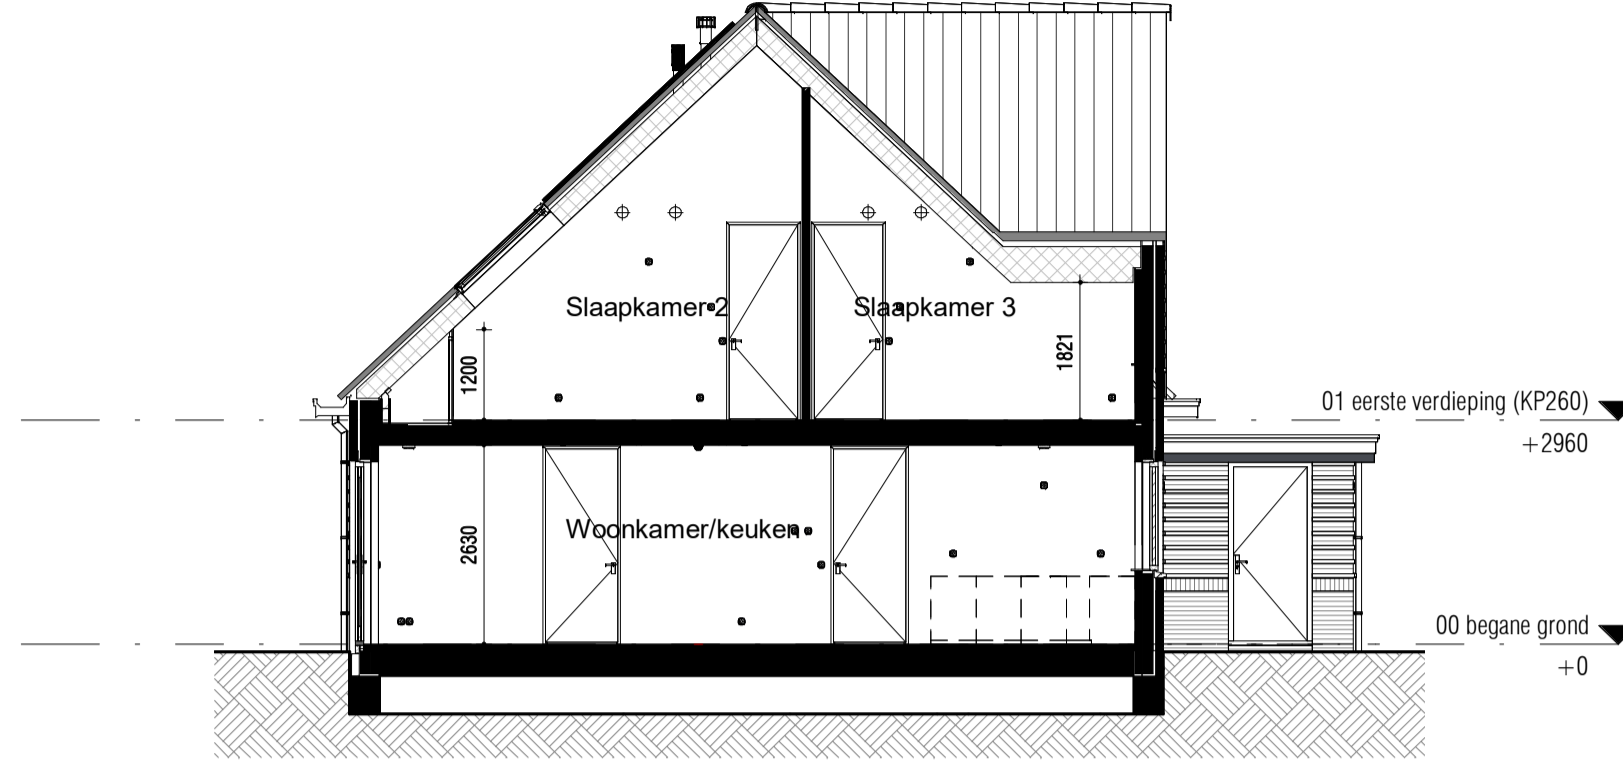 Slaapkamer 2
Slaapkamer 3
1200
1821
01 eerste verdieping (KP260)
+2960
Woonkamer/keuken
2630
00 begane grond
+0